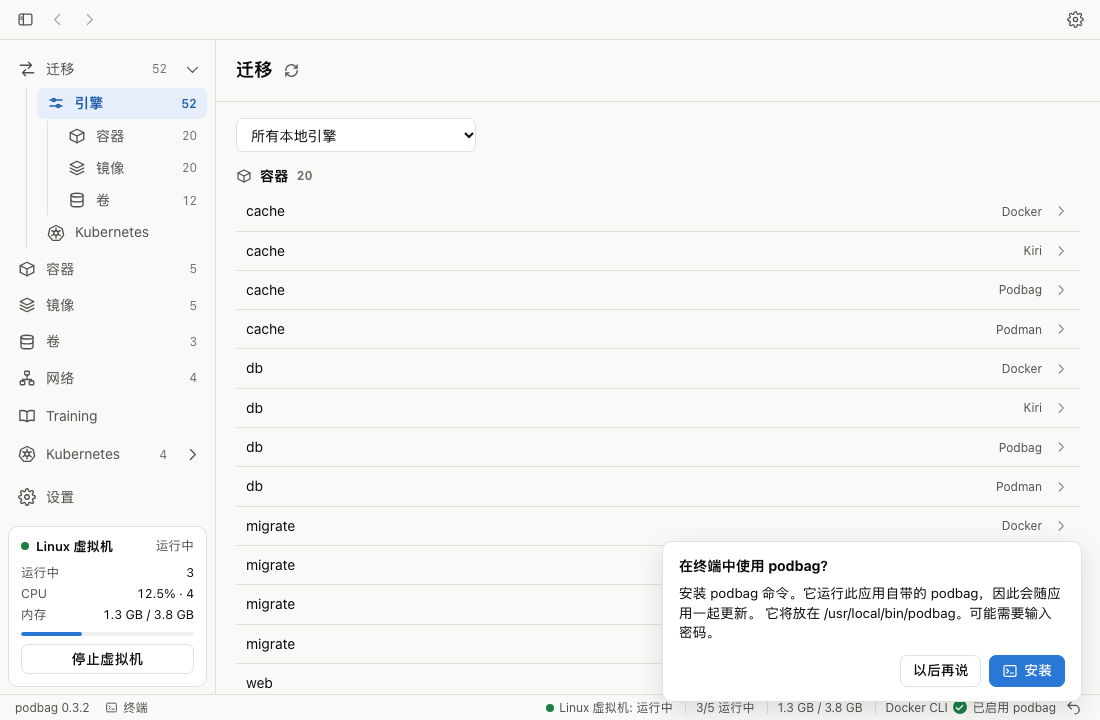 迁移 52
引擎 52
容器 20
镜像 20
卷 12
Kubernetes
容器 5
镜像 5
卷 3
网络 4
Training
Kubernetes 4
设置
Linux 虚拟机 运行中
运行中 3
CPU 12.5% · 4
内存 1.3 GB / 3.8 GB
停止虚拟机
迁移
所有本地引擎
容器 20
cache Docker
cache Kiri
cache Podbag
cache Podman
db Docker
db Kiri
db Podbag
db Podman
migrate Docker
migrate
migrate
migrate
web
在终端中使用 podbag?
安装 podbag 命令。它运行此应用自带的 podbag，因此会随应
用一起更新。 它将放在 /usr/local/bin/podbag。可能需要输入
密码。
以后再说 安装
podbag 0.3.2 终端 Linux 虚拟机: 运行中 3/5 运行中 1.3 GB / 3.8 GB Docker CLI 已启用 podbag